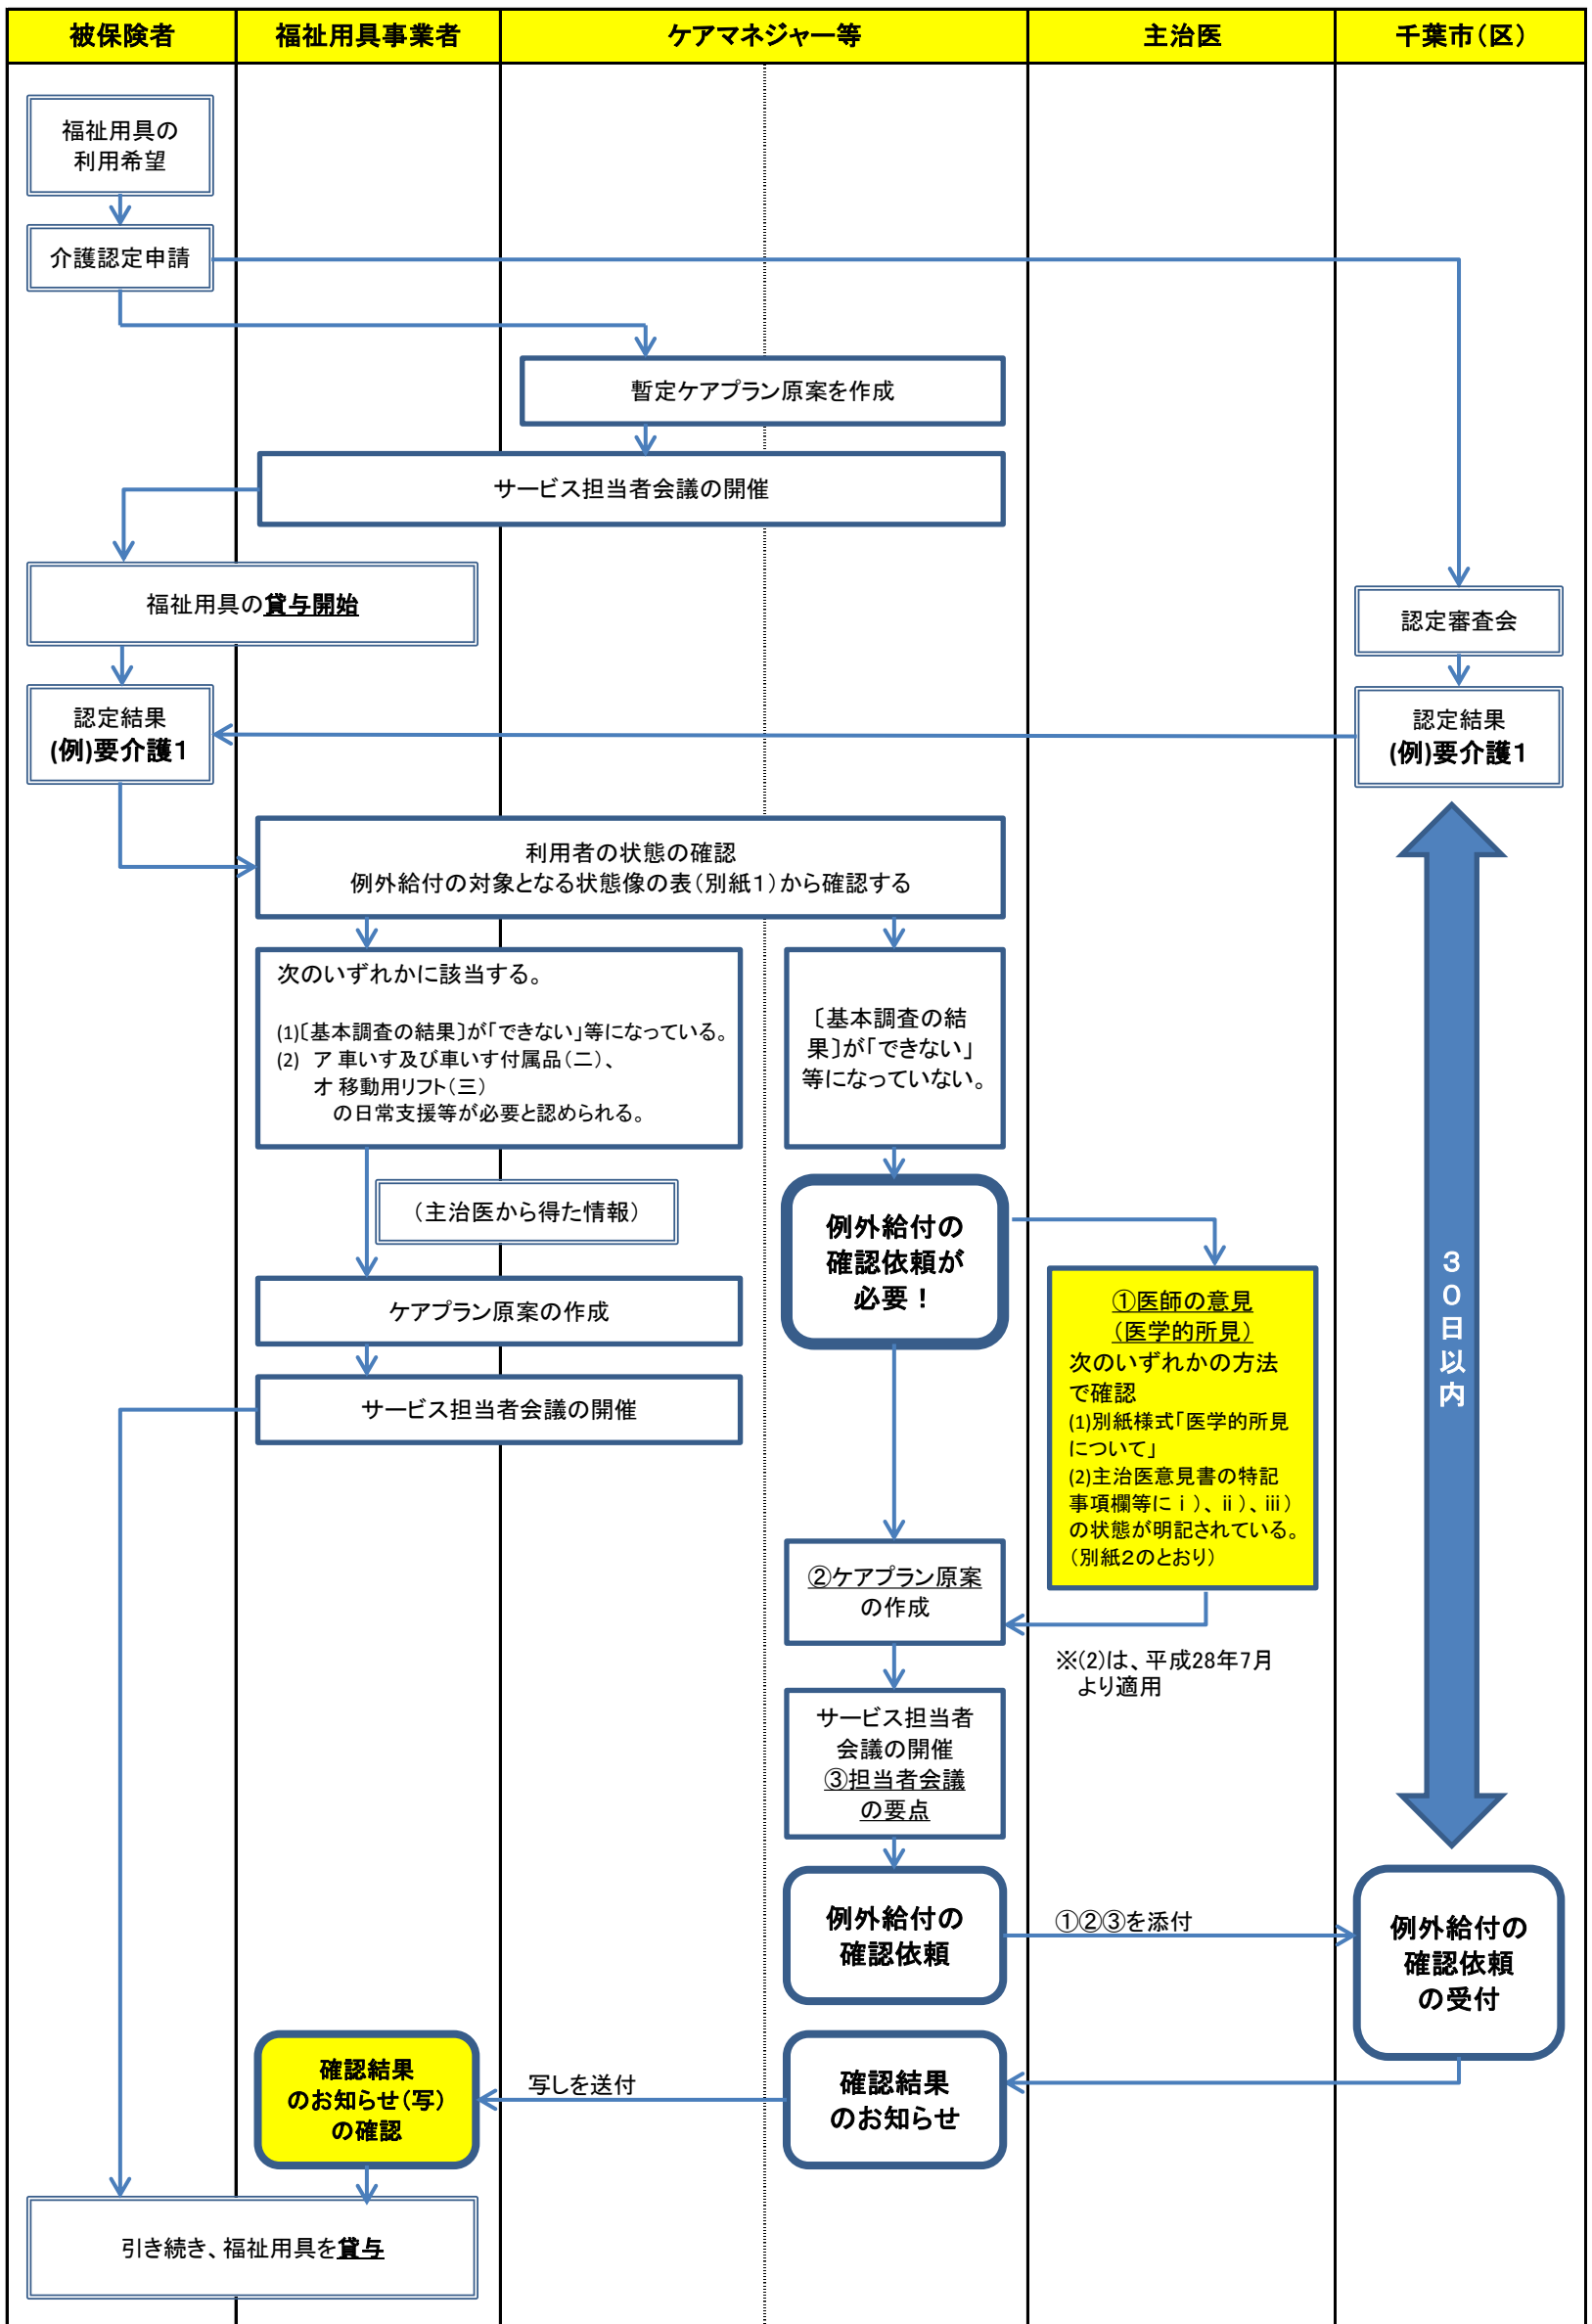 被保険者
福祉用具事業者
ケアマネジャー等
主治医
千葉市(区)
福祉用具の
利用希望
介護認定申請
暫定ケアプラン原案を作成
サービス担当者会議の開催
福祉用具の貸与開始
認定審査会
認定結果
(例)要介護1
認定結果
(例)要介護1
利用者の状態の確認
例外給付の対象となる状態像の表(別紙1)から確認する
次のいずれかに該当する。
(1)〔基本調査の結果〕が「できない」等になっている。
(2) ア 車いす及び車いす付属品(二)、
オ 移動用リフト(三)
の日常支援等が必要と認められる。
〔基本調査の結
果〕が「できない」
等になっていない。
(主治医から得た情報)
例外給付の
確認依頼が
必要!
ケアプラン原案の作成
サービス担当者会議の開催
①医師の意見
(医学的所見)
次のいずれかの方法
で確認
(1)別紙様式「医学的所見
について」
(2)主治医意見書の特記
事項欄等にⅰ)、ⅱ)、ⅲ)
の状態が明記されている。
(別紙2のとおり)
30日以内
②ケアプラン原案
の作成
※(2)は、平成28年7月
より適用
サービス担当者
会議の開催
③担当者会議
の要点
例外給付の
確認依頼
①②③を添付
例外給付の
確認依頼
の受付
確認結果
のお知らせ
写しを送付
確認結果
のお知らせ(写)
の確認
引き続き、福祉用具を貸与